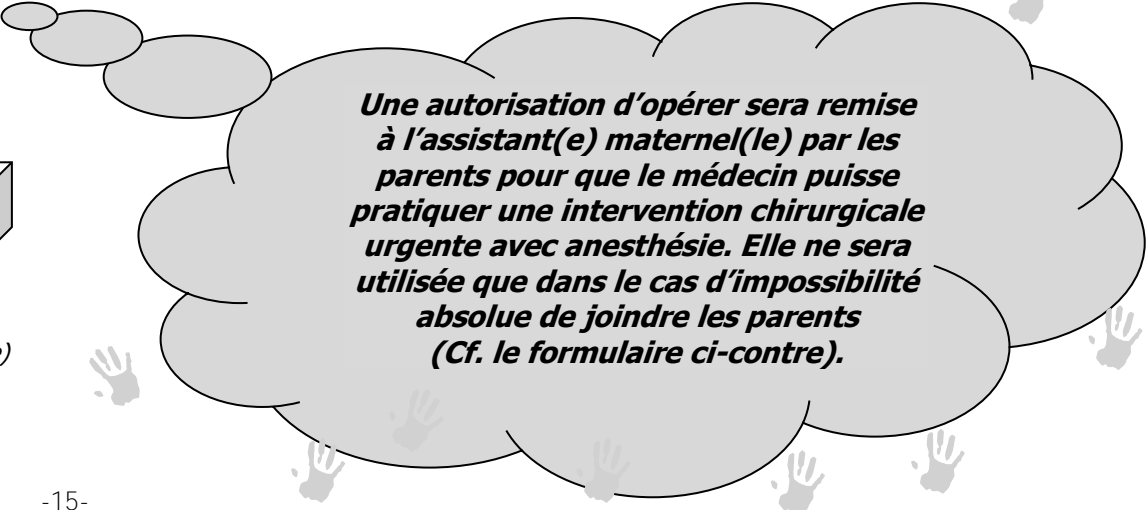 Une autorisation d’opérer sera remise
à l’assistant(e) maternel(le) par les
parents pour que le médecin puisse
pratiquer une intervention chirurgicale
urgente avec anesthésie. Elle ne sera
utilisée que dans le cas d’impossibilité
absolue de joindre les parents
(Cf. le formulaire ci-contre).
-15-